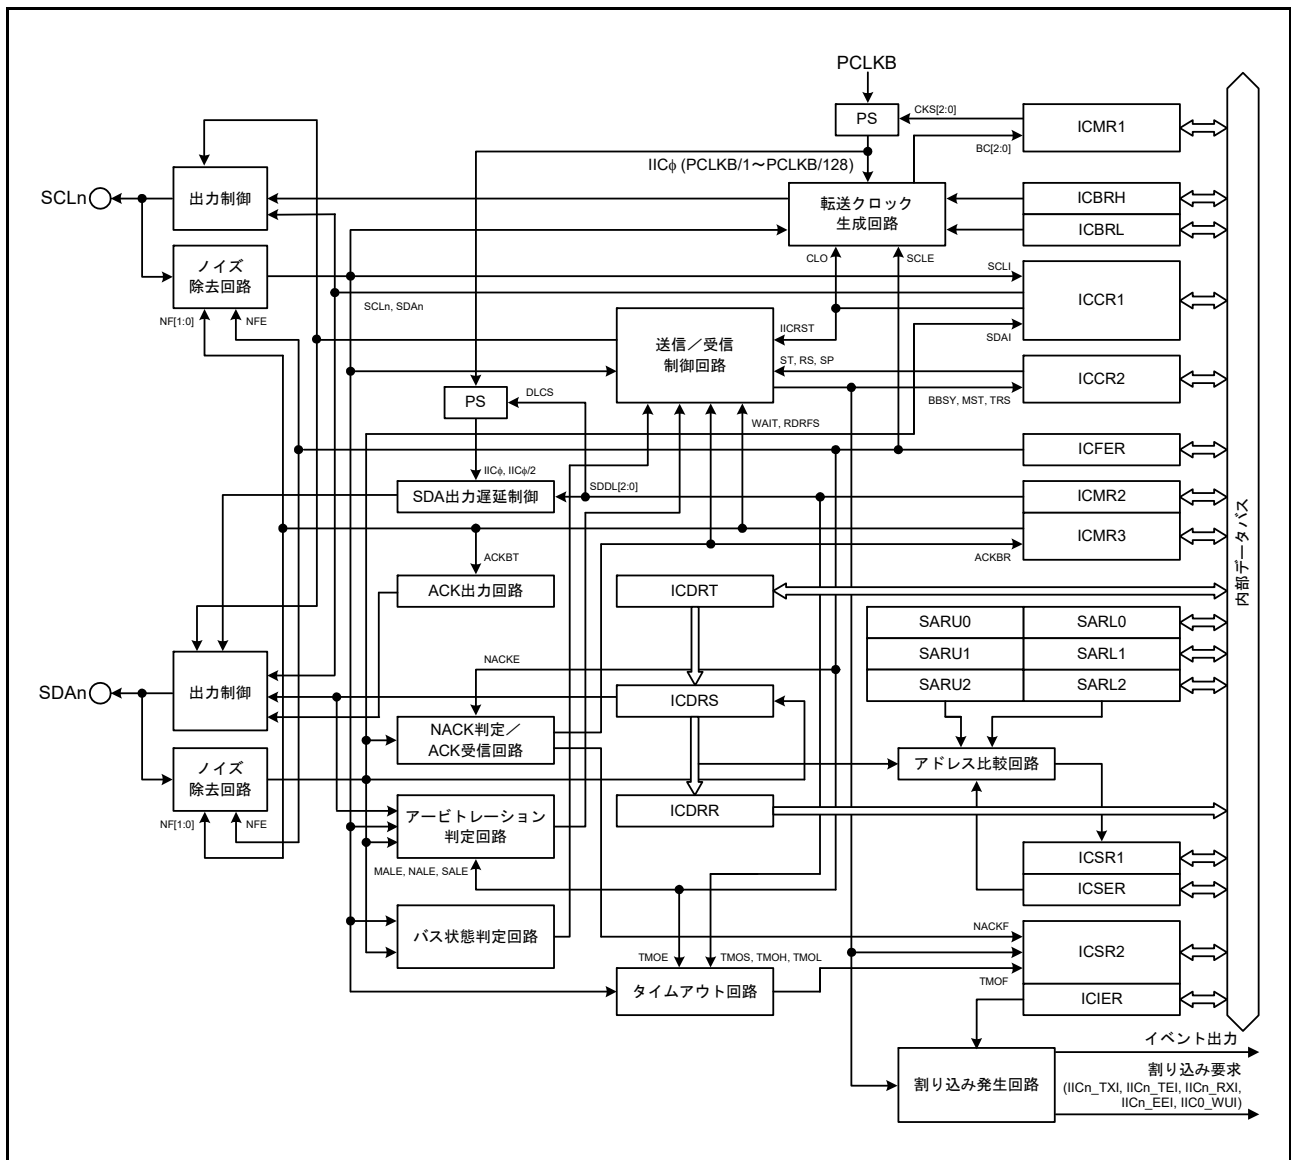 PCLKB
PS
CKS[2:0]
ICMR1
BC[2:0]
IICφ (PCLKB/1～PCLKB/128)
SCLn
出力制御
転送クロック
生成回路
ICBRH
ICBRL
ノイズ
除去回路
CLO
SCLE
SCLI
ICCR1
SCLn, SDAn
NF[1:0]
NFE
IICRST
SDAI
送信／受信
制御回路
ST, RS, SP
ICCR2
BBSY, MST, TRS
PS
DLCS
WAIT, RDRFS
ICFER
IICφ, IICφ/2
SDA出力遅延制御
SDDL[2:0]
ICMR2
ICMR3
ACKBT
ACKBR
内部データバス
ACK出力回路
ICDRT
SARU0
SARL0
SARU1
SARL1
SARU2
SARL2
NACKE
SDAn
出力制御
ICDRS
NACK判定／
ACK受信回路
アドレス比較回路
ノイズ
除去回路
NF[1:0]
NFE
アービトレーション
判定回路
ICDRR
MALE, NALE, SALE
ICSR1
ICSER
バス状態判定回路
NACKF
ICSR2
TMOE
TMOS, TMOH, TMOL
タイムアウト回路
TMOF
ICIER
イベント出力
割り込み発生回路
割り込み要求
(IICn_TXI, IICn_TEI, IICn_RXI,
IICn_EEI, IIC0_WUI)